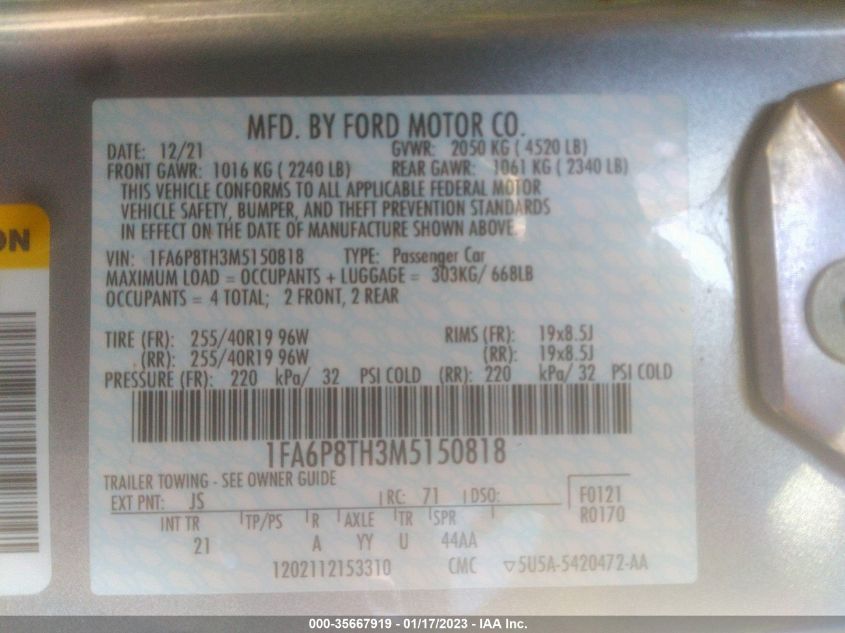 MFD. BY FORD MOTOR CO.
DATE: 12/21 GVWR: 2050 KG ( 4520 LB)
FRONT GAWR: 1016 KG ( 2240 LB) REAR GAWR: 1061 KG ( 2340 LB)
THIS VEHICLE CONFORMS TO ALL APPLICABLE FEDERAL MOTOR
VEHICLE SAFETY, BUMPER, AND THEFT PREVENTION STANDARDS
IN EFFECT ON THE DATE OF MANUFACTURE SHOWN ABOVE.
ON
VIN: 1FA6P8TH3M5150818 TYPE: Passenger Car
MAXIMUM LOAD = OCCUPANTS + LUGGAGE = 303KG/ 668LB
OCCUPANTS = 4 TOTAL; 2 FRONT, 2 REAR
TIRE (FR): 255/40R19 96W RIMS (FR): 19x8.5J
(RR): 255/40R19 96W (RR): 19x8.5J
PRESSURE (FR): 220 kPa/ 32 PSI COLD (RR): 220 kPa/ 32 PSI COLD
1FA6P8TH3M5150818
TRAILER TOWING - SEE OWNER GUIDE
EXT PNT: JS RC: 71 DSO: F0121
R0170
INT TR TP/PS R AXLE TR SPR
21 A YY U 44AA
1202112153310 CMC ▽5U5A-5420472-AA
000-35667919 - 01/17/2023 - IAA Inc.